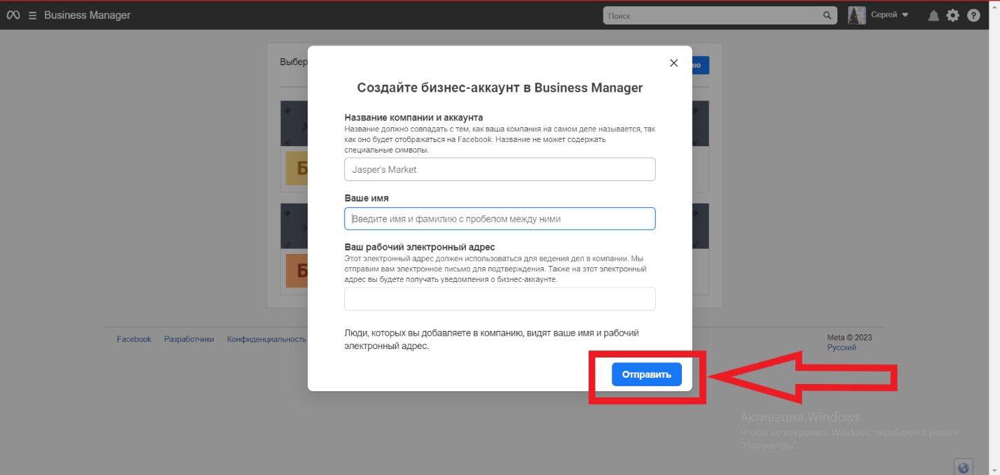 Business Manager
Поиск
Сергей
Выбер
ю
Создайте бизнес-аккаунт в Business Manager
Название компании и аккаунта
Название должно совпадать с тем, как ваша компания на самом деле называется, так
как оно будет отображаться на Facebook. Название не может содержать
специальные символы.
Jasper's Market
Ваше имя
Введите имя и фамилию с пробелом между ними
Ваш рабочий электронный адрес
Этот электронный адрес должен использоваться для ведения дел в компании. Мы
отправим вам электронное письмо для подтверждения. Также на этот электронный
адрес вы будете получать уведомления о бизнес-аккаунте.
Люди, которых вы добавляете в компанию, видят ваше имя и рабочий
электронный адрес.
Отправить
Б
Б
Facebook Разработчики Конфиденциальность
Meta © 2023
Русский
Активация Windows
Чтобы активировать Windows, перейдите в раздел
"Параметры".